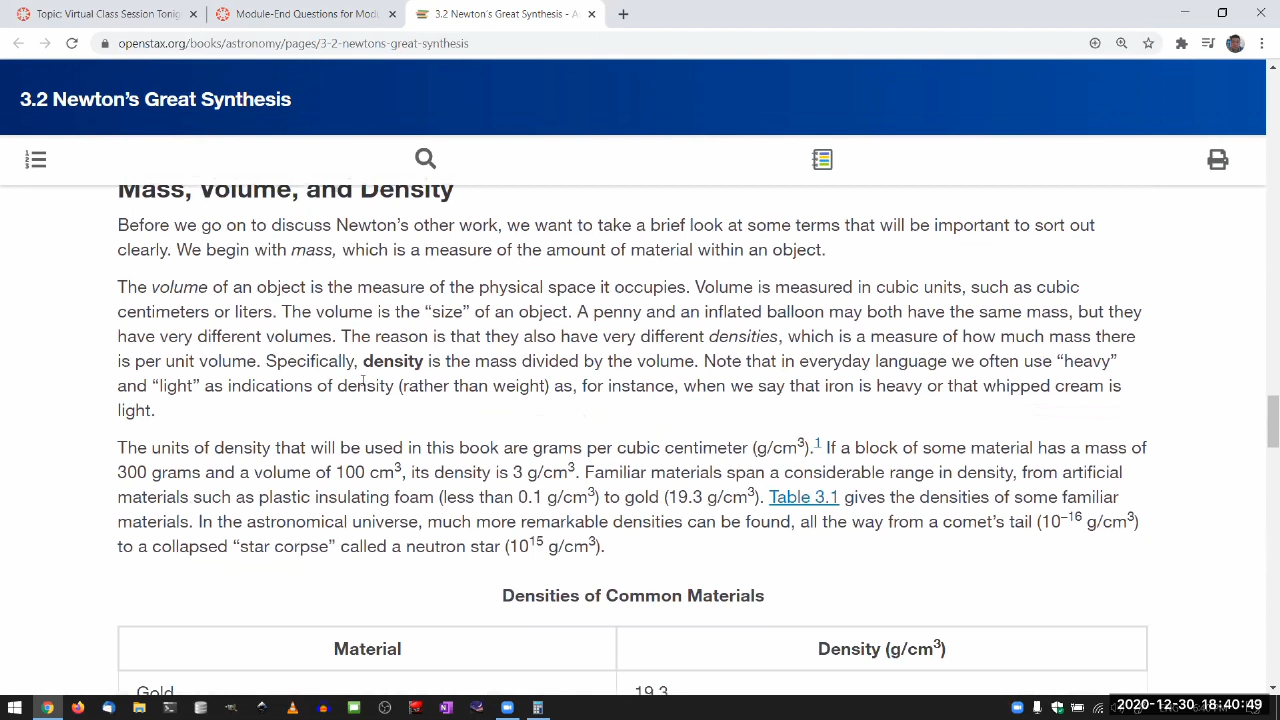 Topic: Virtual Class Session-Tonig
Module-End Questions for Modu
3.2 Newton's Great Synthesis - As
openstax.org/books/astronomy/pages/3-2-newtons-great-synthesis
3.2 Newton's Great Synthesis
Mass, Volume, and Density
Before we go on to discuss Newton's other work, we want to take a brief look at some terms that will be important to sort out
clearly. We begin with mass, which is a measure of the amount of material within an object.
The volume of an object is the measure of the physical space it occupies. Volume is measured in cubic units, such as cubic
centimeters or liters. The volume is the “size” of an object. A penny and an inflated balloon may both have the same mass, but they
have very different volumes. The reason is that they also have very different densities, which is a measure of how much mass there
is per unit volume. Specifically, density is the mass divided by the volume. Note that in everyday language we often use “heavy”
and “light” as indications of density (rather than weight) as, for instance, when we say that iron is heavy or that whipped cream is
light.
The units of density that will be used in this book are grams per cubic centimeter (g/cm³).¹ If a block of some material has a mass of
300 grams and a volume of 100 cm³, its density is 3 g/cm³. Familiar materials span a considerable range in density, from artificial
materials such as plastic insulating foam (less than 0.1 g/cm³) to gold (19.3 g/cm³). Table 3.1 gives the densities of some familiar
materials. In the astronomical universe, much more remarkable densities can be found, all the way from a comet's tail (10⁻¹⁶ g/cm³)
to a collapsed “star corpse” called a neutron star (10¹⁵ g/cm³).
Densities of Common Materials
Material
Density (g/cm³)
Gold
19.3
2020-12-30 18:40:49